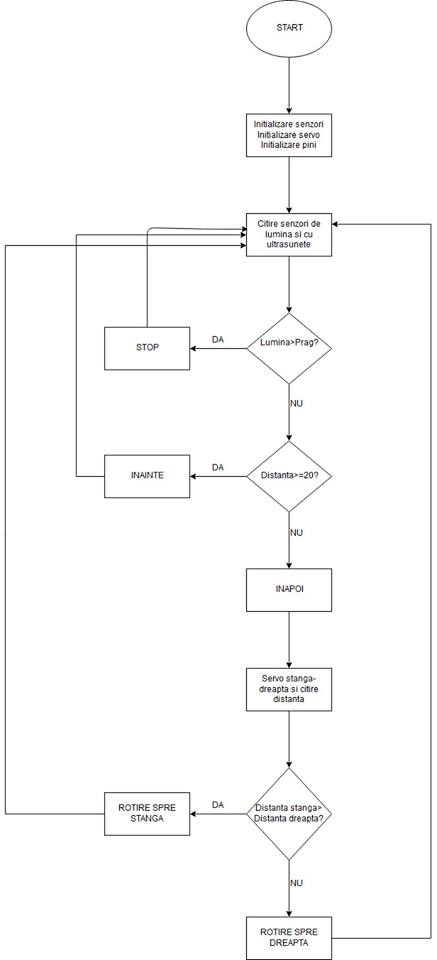 START
Initializare senzori
Initializare servo
Initializare pini
Citire senzori de
lumina si cu
ultrasunete
Lumina>Prag?
DA
STOP
NU
Distanta>=20?
DA
INAINTE
NU
INAPOI
Servo stanga-
dreapta si citire
distanta
Distanta stanga>
Distanta dreapta?
DA
ROTIRE SPRE
STANGA
NU
ROTIRE SPRE
DREAPTA